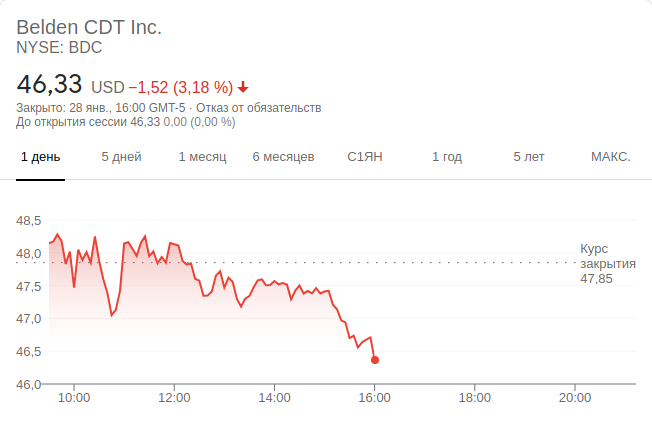 Belden CDT Inc.
NYSE: BDC
46,33 USD −1,52 (3,18 %)
Закрыто: 28 янв., 16:00 GMT-5 · Отказ от обязательств
До открытия сессии 46,33 0,00 (0,00 %)
1 день 5 дней 1 месяц 6 месяцев С1ЯН 1 год 5 лет МАКС.
48,5
48,0
47,5
47,0
46,5
46,0
Курс
закрытия
47,85
10:00 12:00 14:00 16:00 18:00 20:00